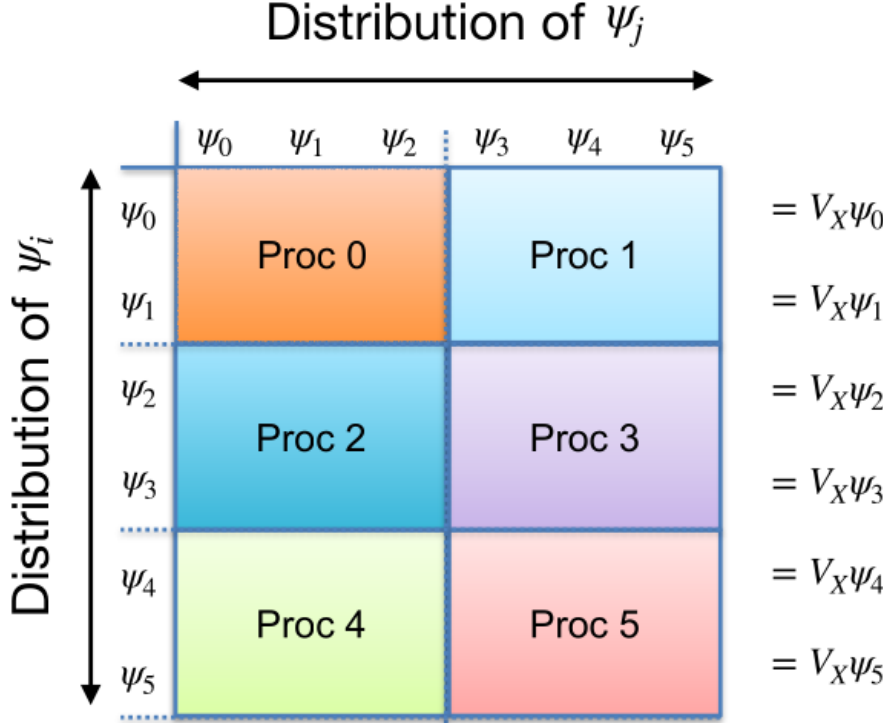 Distribution of ψj
ψ0 ψ1 ψ2 ψ3 ψ4 ψ5
Distribution of ψi
ψ0 = VXψ0
Proc 0 Proc 1
ψ1 = VXψ1
ψ2 = VXψ2
Proc 2 Proc 3
ψ3 = VXψ3
ψ4 = VXψ4
Proc 4 Proc 5
ψ5 = VXψ5